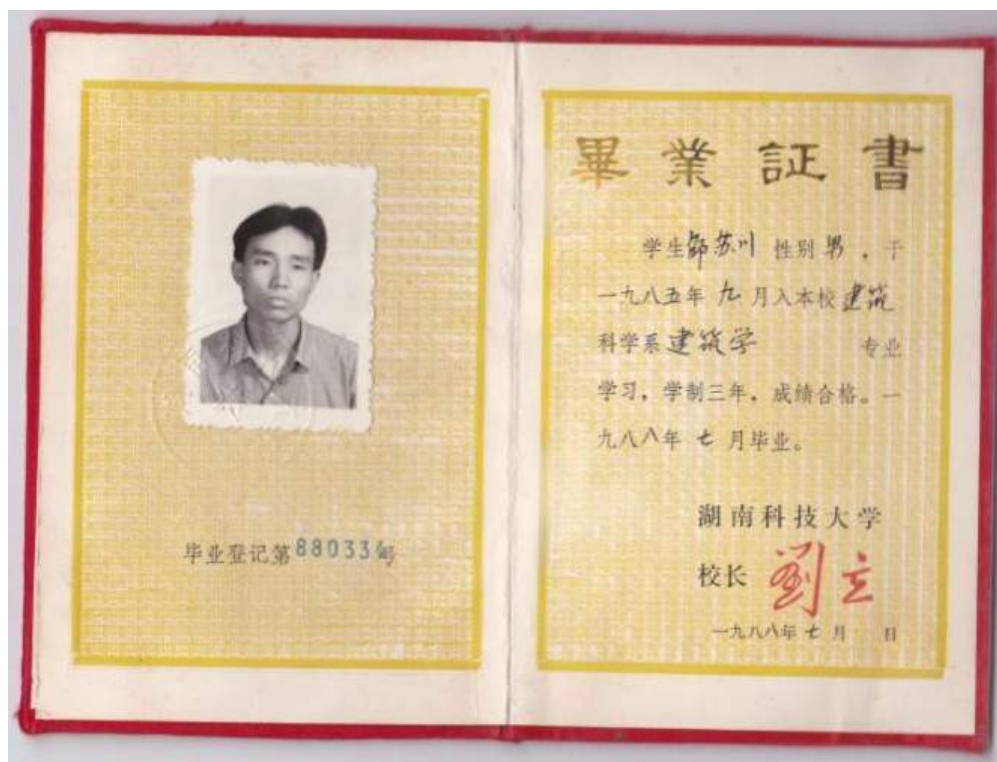 毕业登记第880334号
畢業証書
学生 苏川 性别男，于
一九八五年九月入本校建筑
科学系建筑学 专业
学习，学制三年，成绩合格。一
九八八年七月毕业。
湖南科技大学
校长 劉立
一九八八年七月 日